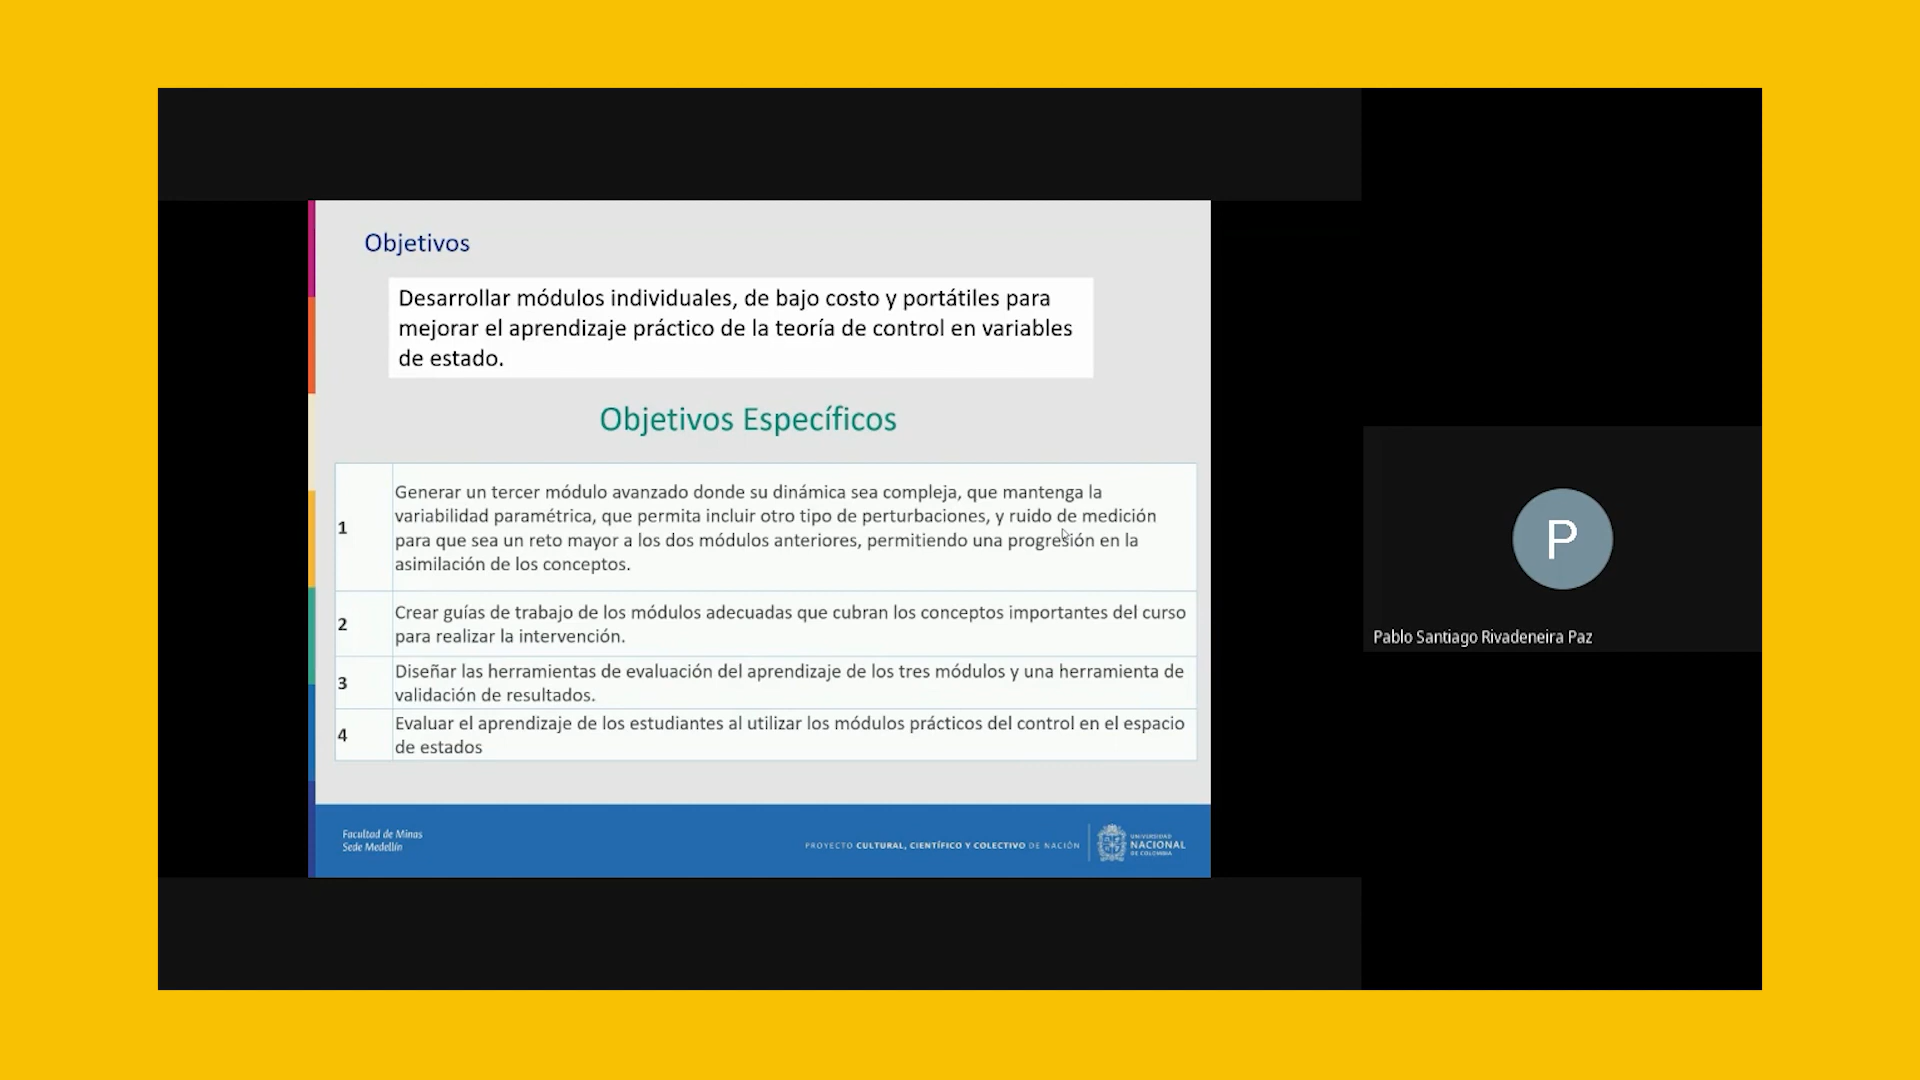 Objetivos
Desarrollar módulos individuales, de bajo costo y portátiles para
mejorar el aprendizaje práctico de la teoría de control en variables
de estado.
Objetivos Específicos
1
Generar un tercer módulo avanzado donde su dinámica sea compleja, que mantenga la
variabilidad paramétrica, que permita incluir otro tipo de perturbaciones, y ruido de medición
para que sea un reto mayor a los dos módulos anteriores, permitiendo una progresión en la
asimilación de los conceptos.
2
Crear guías de trabajo de los módulos adecuadas que cubran los conceptos importantes del curso
para realizar la intervención.
3
Diseñar las herramientas de evaluación del aprendizaje de los tres módulos y una herramienta de
validación de resultados.
4
Evaluar el aprendizaje de los estudiantes al utilizar los módulos prácticos del control en el espacio
de estados
Facultad de Minas
Sede Medellín
PROYECTO CULTURAL, CIENTÍFICO Y COLECTIVO DE NACIÓN
UNIVERSIDAD
NACIONAL
DE COLOMBIA
P
Pablo Santiago Rivadeneira Paz